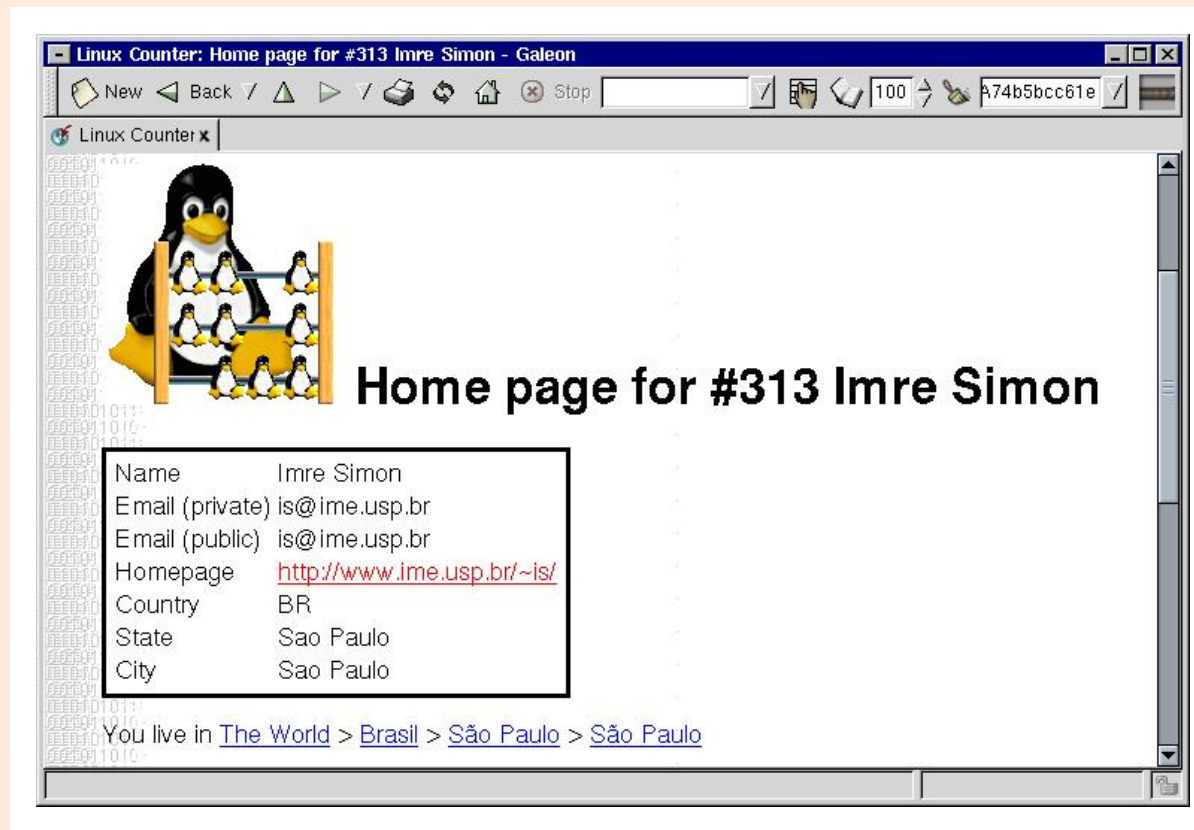 Linux Counter: Home page for #313 Imre Simon - Galeon
New Back Stop 100 A74b5bcc61e
Linux Counter x
Home page for #313 Imre Simon
Name Imre Simon
Email (private) is@ime.usp.br
Email (public) is@ime.usp.br
Homepage http://www.ime.usp.br/~is/
Country BR
State Sao Paulo
City Sao Paulo
You live in The World > Brasil > São Paulo > São Paulo